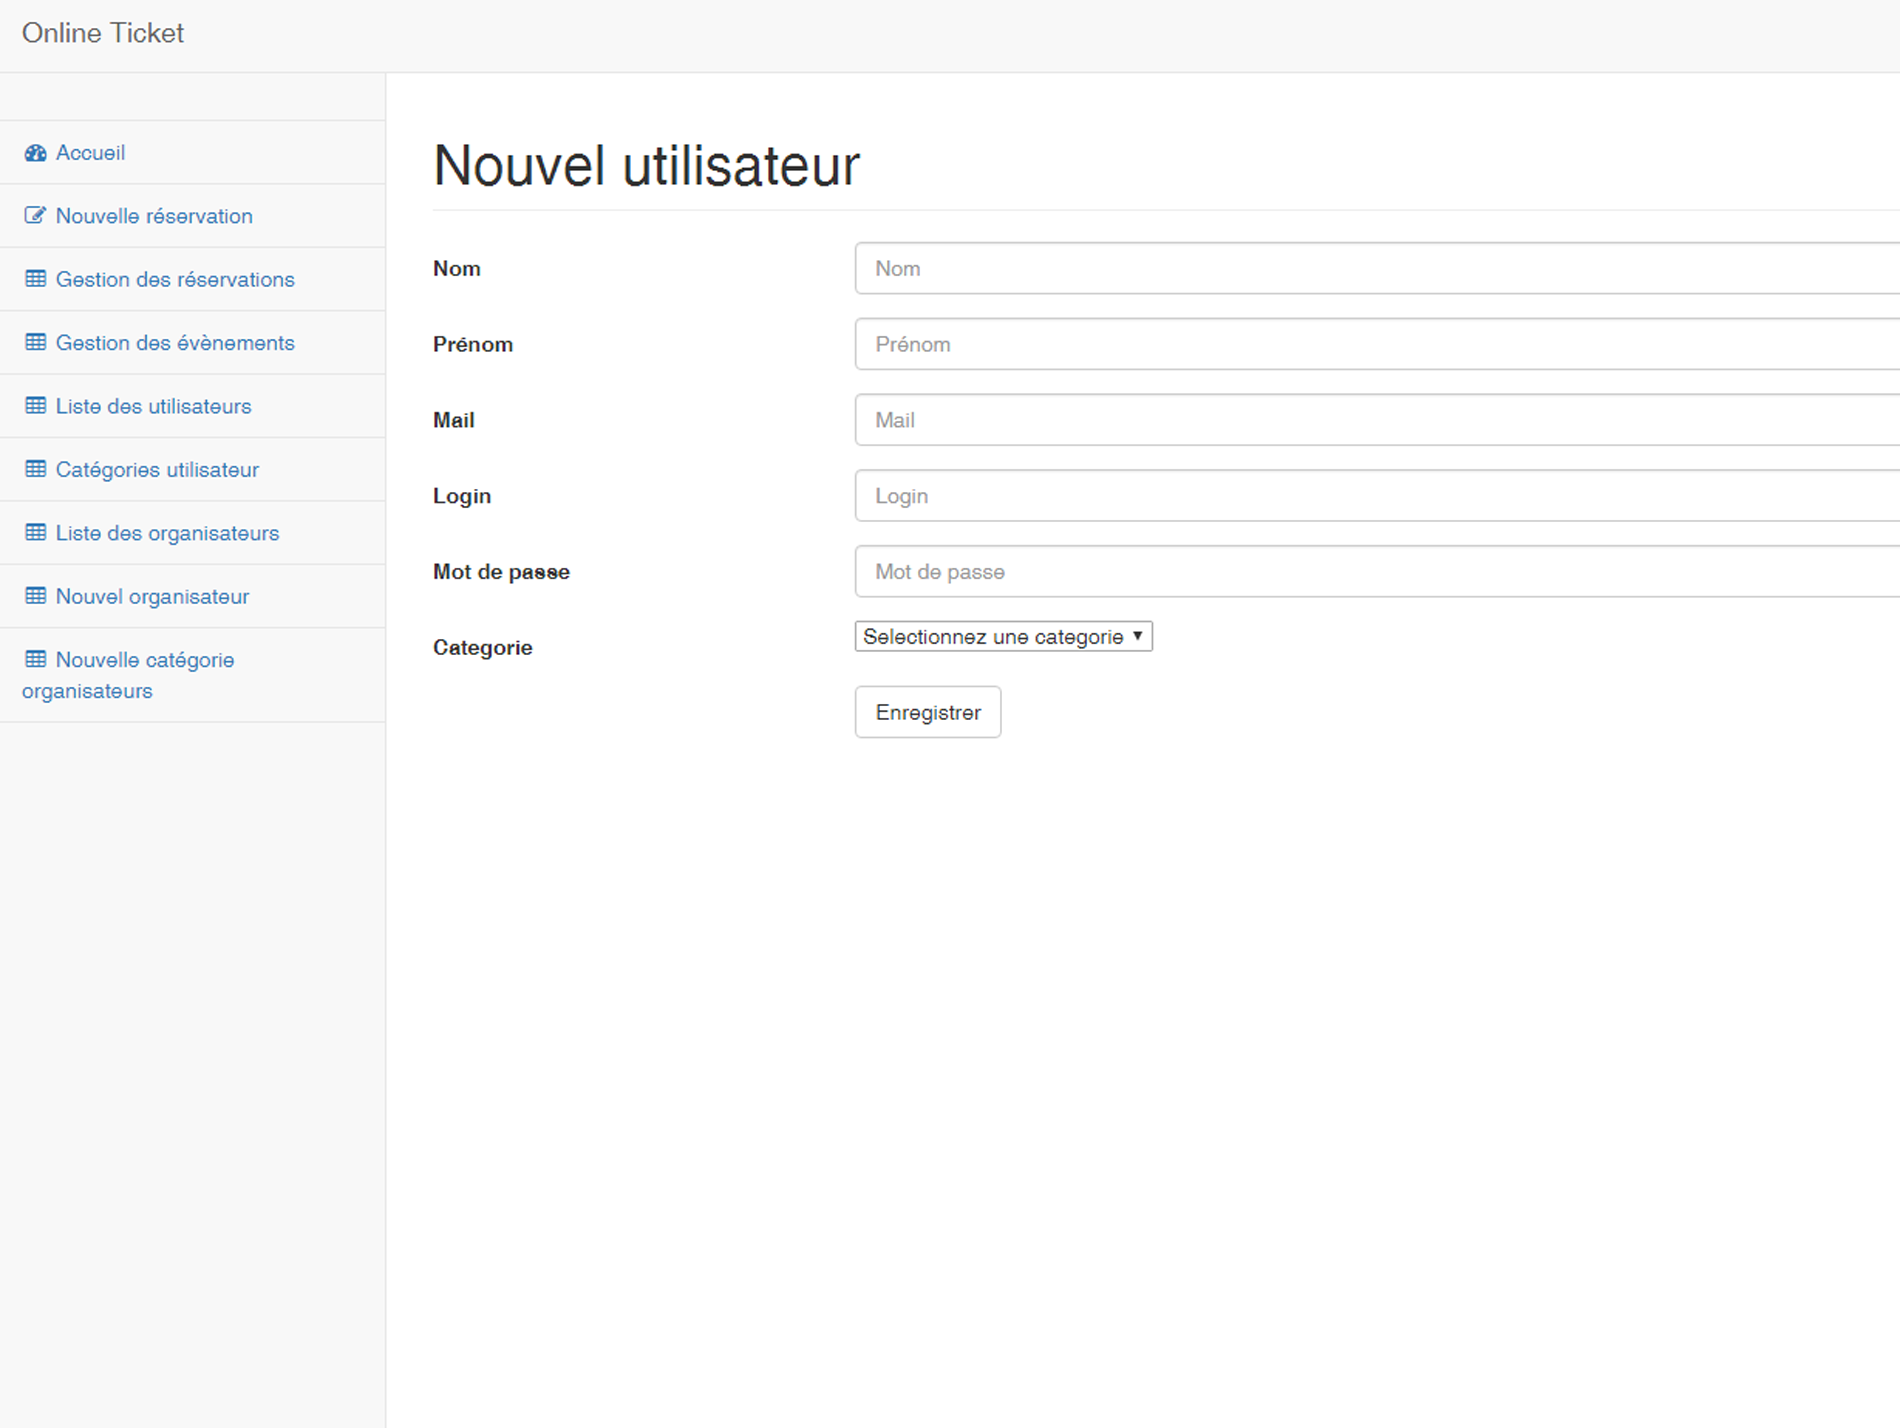 Online Ticket
Accueil
Nouvelle réservation
Gestion des réservations
Gestion des évènements
Liste des utilisateurs
Catégories utilisateur
Liste des organisateurs
Nouvel organisateur
Nouvelle catégorie
organisateurs
Nouvel utilisateur
Nom
Nom
Prénom
Prénom
Mail
Mail
Login
Login
Mot de passe
Mot de passe
Categorie
Selectionnez une categorie
Enregistrer